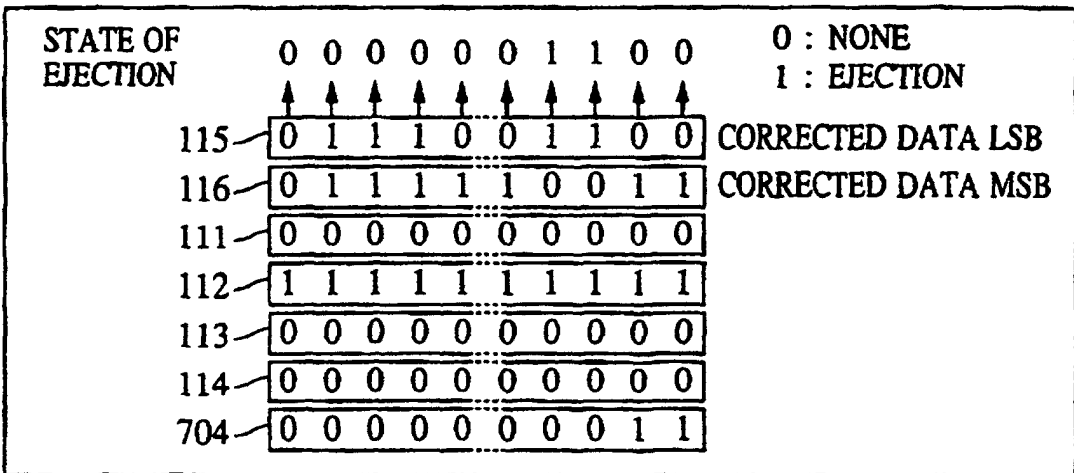 STATE OF
EJECTION
0 0 0 0 0 0 1 1 0 0
0 : NONE
1 : EJECTION
115 0 1 1 1 0 0 1 1 0 0 CORRECTED DATA LSB
116 0 1 1 1 1 1 0 0 1 1 CORRECTED DATA MSB
111 0 0 0 0 0 0 0 0 0 0
112 1 1 1 1 1 1 1 1 1 1
113 0 0 0 0 0 0 0 0 0 0
114 0 0 0 0 0 0 0 0 0 0
704 0 0 0 0 0 0 0 0 1 1